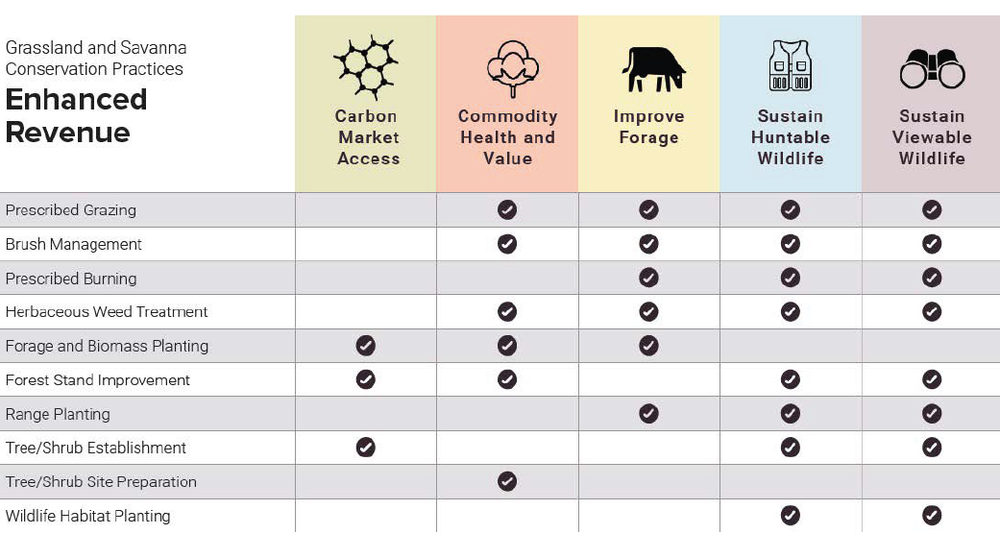 Grassland and Savanna
Conservation Practices
Enhanced
Revenue
Carbon
Market
Access
Commodity
Health and
Value
Improve
Forage
Sustain
Huntable
Wildlife
Sustain
Viewable
Wildlife
Prescribed Grazing
Brush Management
Prescribed Burning
Herbaceous Weed Treatment
Forage and Biomass Planting
Forest Stand Improvement
Range Planting
Tree/Shrub Establishment
Tree/Shrub Site Preparation
Wildlife Habitat Planting